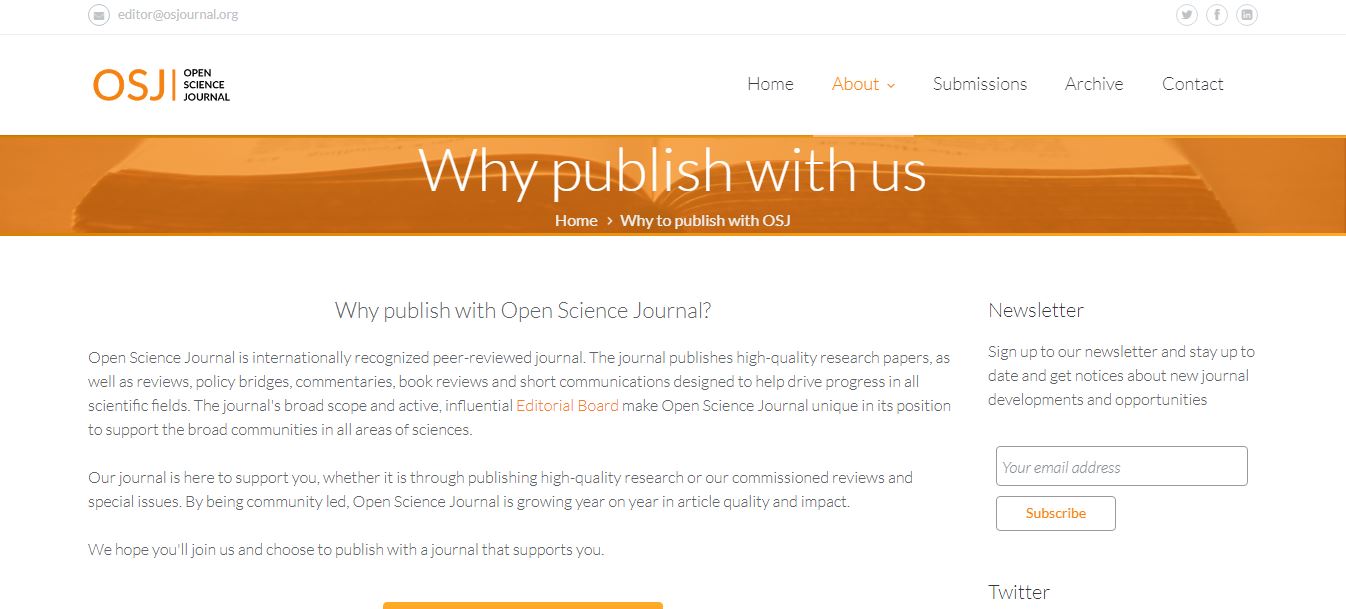 editor@osjournal.org
OSJ
OPEN
SCIENCE
JOURNAL
Home
About
Submissions
Archive
Contact
Why publish with us
Home > Why to publish with OSJ
Why publish with Open Science Journal?
Open Science Journal is internationally recognized peer-reviewed journal. The journal publishes high-quality research papers, as
well as reviews, policy bridges, commentaries, book reviews and short communications designed to help drive progress in all
scientific fields. The journal's broad scope and active, influential Editorial Board make Open Science Journal unique in its position
to support the broad communities in all areas of sciences.
Our journal is here to support you, whether it is through publishing high-quality research or our commissioned reviews and
special issues. By being community led, Open Science Journal is growing year on year in article quality and impact.
We hope you'll join us and choose to publish with a journal that supports you.
Newsletter
Sign up to our newsletter and stay up to
date and get notices about new journal
developments and opportunities
Your email address
Subscribe
Twitter